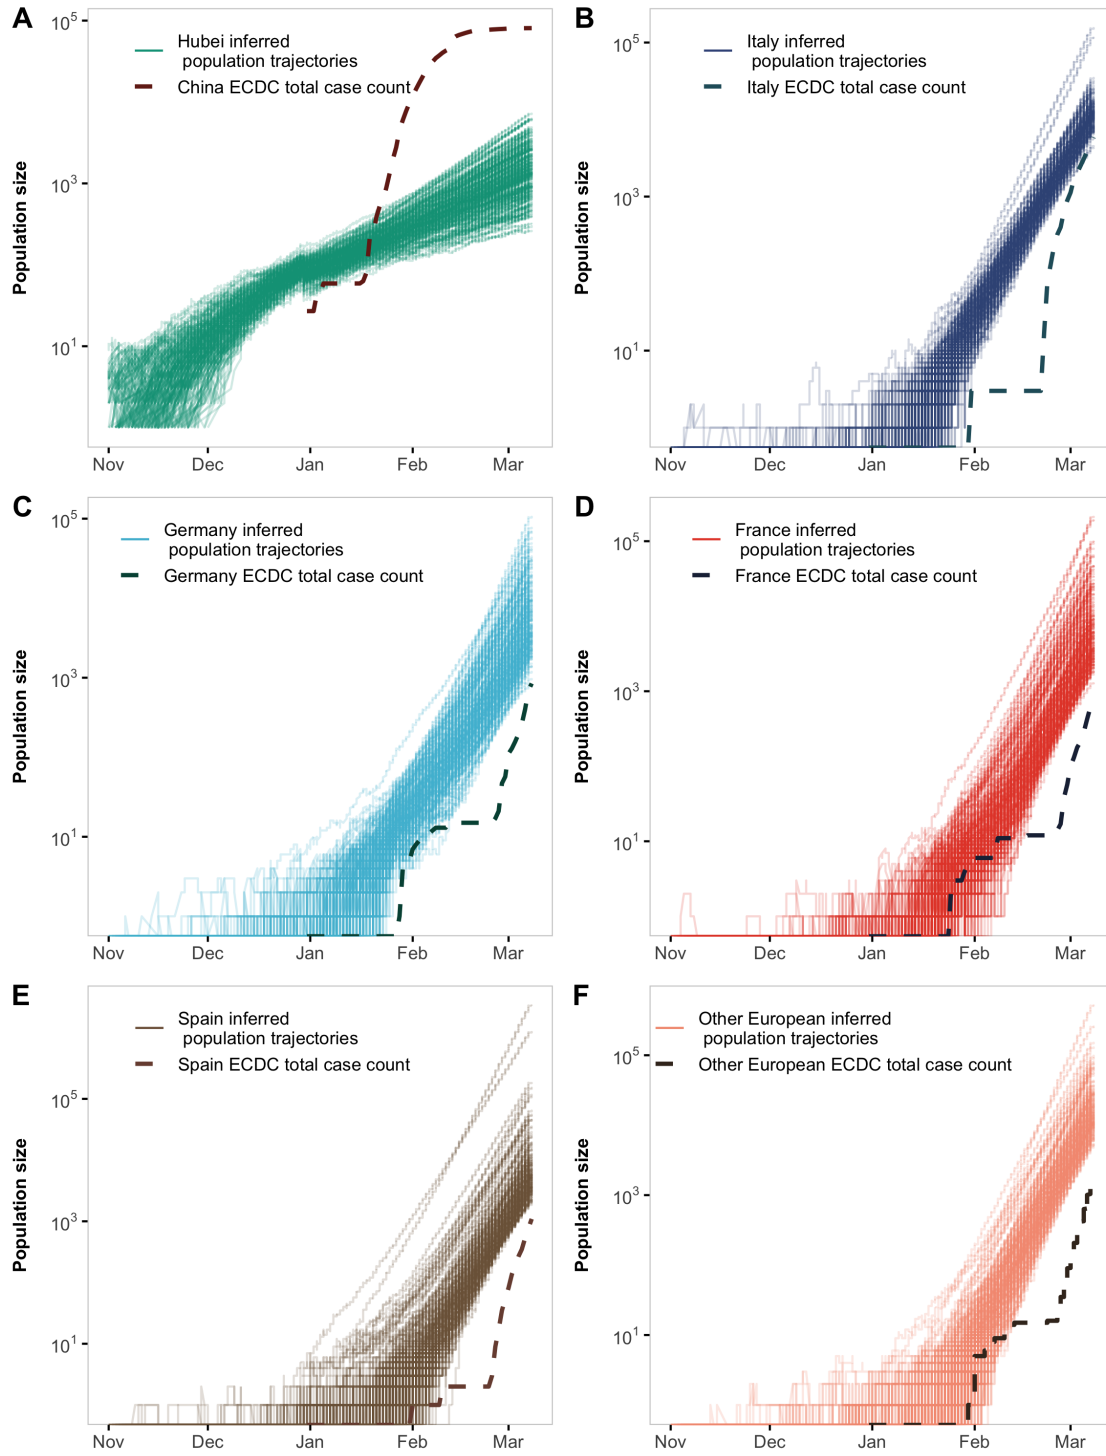 A
Hubei inferred
population trajectories
China ECDC total case count
Population size
10^5
10^3
10^1
Nov Dec Jan Feb Mar
B
Italy inferred
population trajectories
Italy ECDC total case count
Population size
10^5
10^3
10^1
Nov Dec Jan Feb Mar
C
Germany inferred
population trajectories
Germany ECDC total case count
Population size
10^5
10^3
10^1
Nov Dec Jan Feb Mar
D
France inferred
population trajectories
France ECDC total case count
Population size
10^5
10^3
10^1
Nov Dec Jan Feb Mar
E
Spain inferred
population trajectories
Spain ECDC total case count
Population size
10^5
10^3
10^1
Nov Dec Jan Feb Mar
F
Other European inferred
population trajectories
Other European ECDC total case count
Population size
10^5
10^3
10^1
Nov Dec Jan Feb Mar